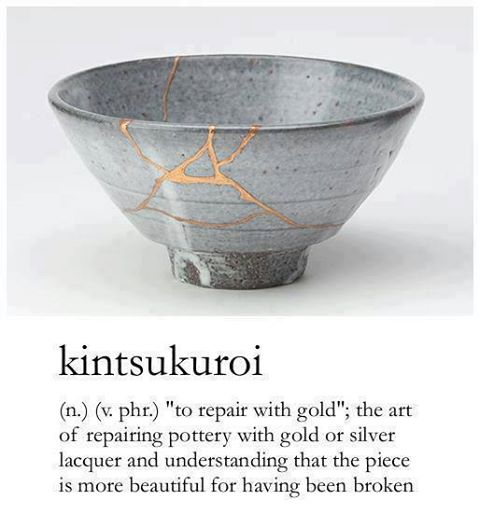 kintsukuroi
(n.) (v. phr.) "to repair with gold"; the art
of repairing pottery with gold or silver
lacquer and understanding that the piece
is more beautiful for having been broken